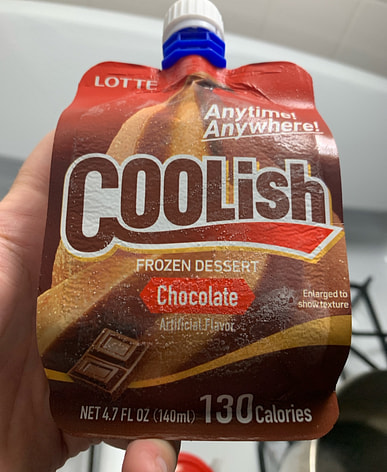 LOTTE
Anytime!
Anywhere!
COOLish
FROZEN DESSERT
Chocolate
Artificial Flavor
Enlarged to
show texture
NET 4.7 FL OZ (140ml) 130 Calories